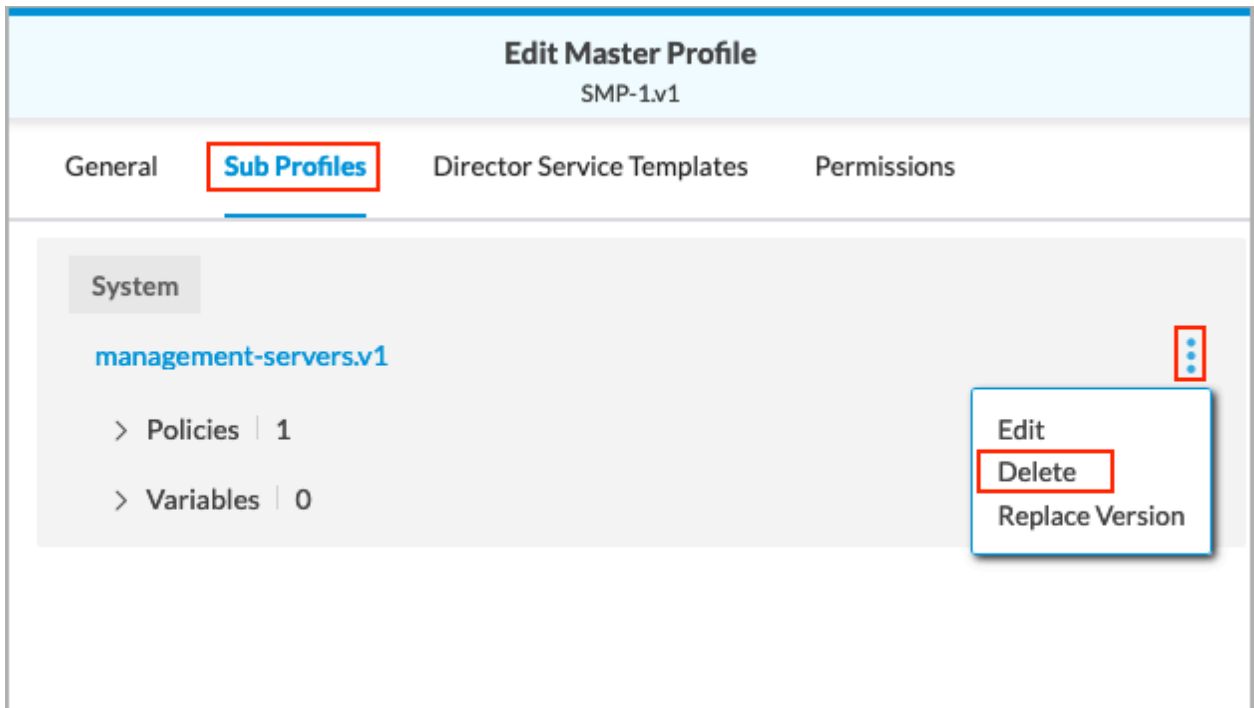 Edit Master Profile
SMP-1.v1
General Sub Profiles Director Service Templates Permissions
System
management-servers.v1
Policies 1
Variables 0
Edit
Delete
Replace Version